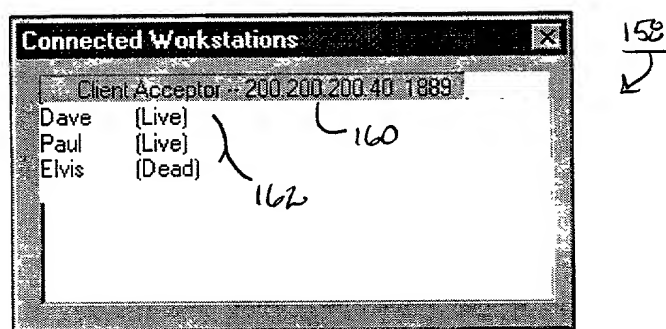 Connected Workstations
158
Client Acceptor -- 200.200.200.40 1889
Dave (Live)
Paul (Live)
Elvis (Dead)
160
162